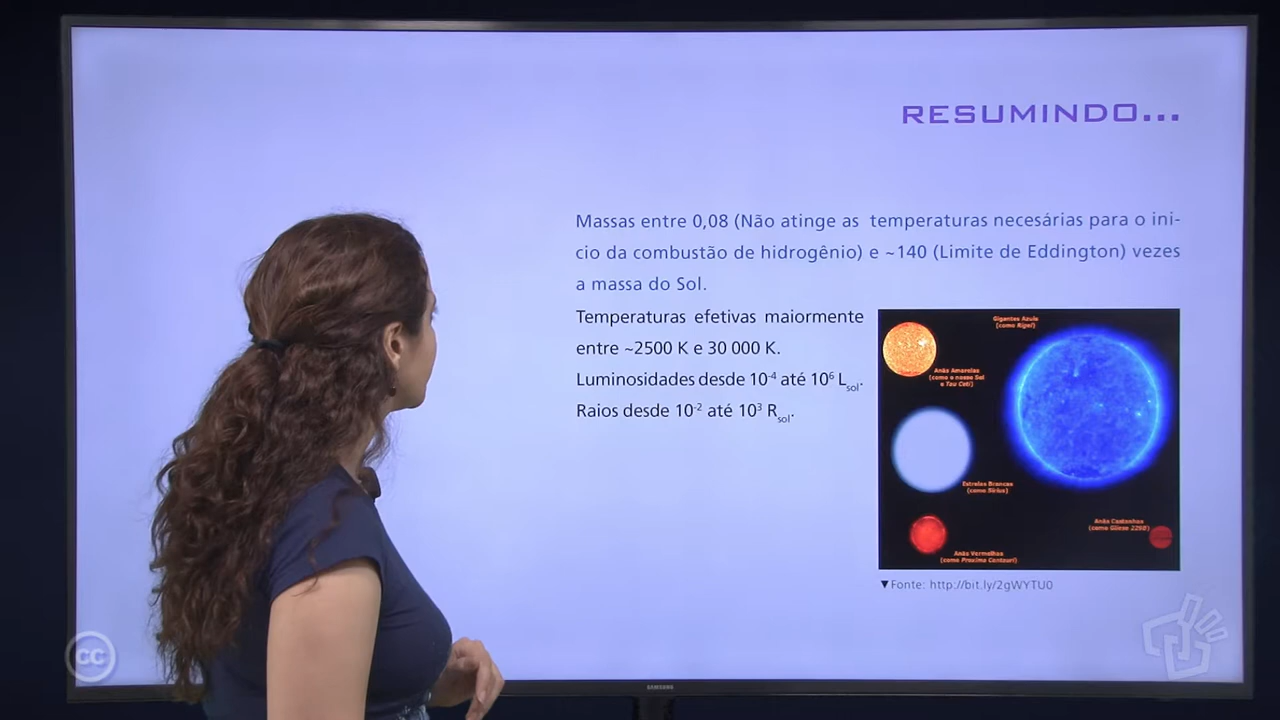 RESUMINDO...
Massas entre 0,08 (Não atinge as temperaturas necesárias para o ini-
cio da combustão de hidrogênio) e ~140 (Limite de Eddington) vezes
a massa do Sol.
Temperaturas efetivas maiormente
entre ~2500 K e 30 000 K.
Luminosidades desde 10⁻⁴ até 10⁶ Lsol.
Raios desde 10⁻² até 10³ Rsol.
Gigantes Azuis
(como Rigel)
Anãs Amarelas
(como o nosso Sol
e Tau Ceti)
Estrelas Brancas
(como Sírius)
Anãs Vermelhas
(como Proxima Centauri)
Anãs Castanhas
(como Gliese 229B)
▼Fonte: http://bit.ly/2gWYTU0
cc
SAMSUNG